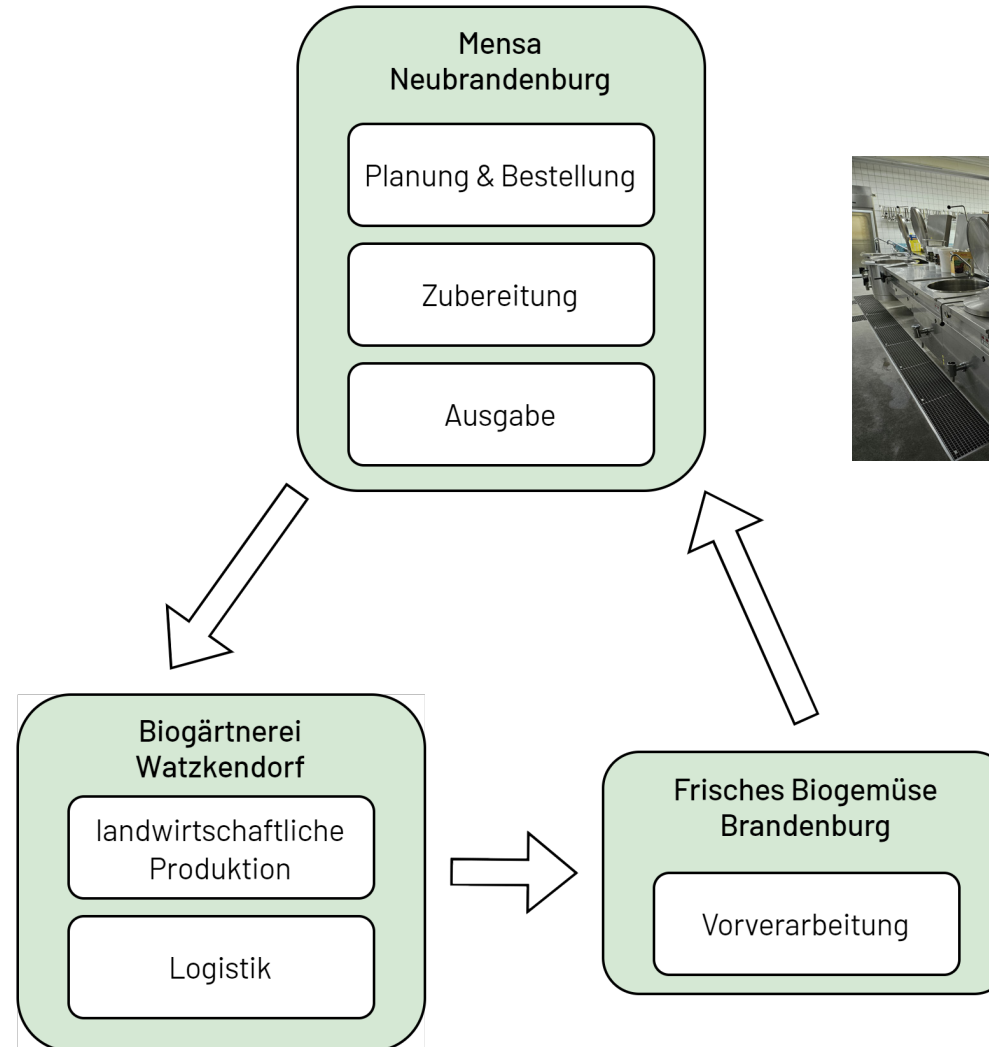 Mensa
Neubrandenburg
Planung & Bestellung
Zubereitung
Ausgabe
Biogärtnerei
Watzkendorf
landwirtschaftliche
Produktion
Logistik
Frisches Biogemüse
Brandenburg
Vorverarbeitung